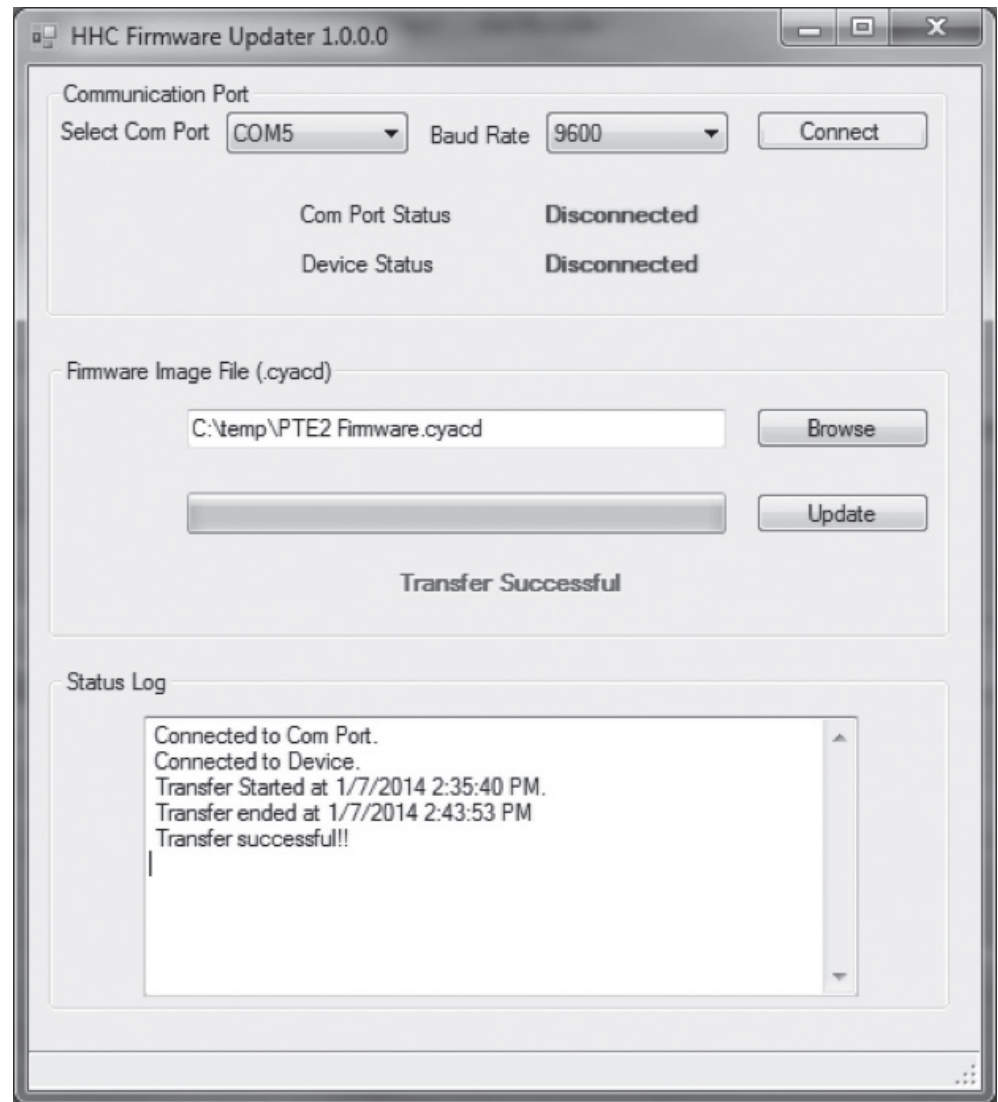 HHC Firmware Updater 1.0.0.0
Communication Port
Select Com Port COM5 Baud Rate 9600 Connect
Com Port Status Disconnected
Device Status Disconnected
Firmware Image File (.cyacd)
C:\temp\PTE2 Firmware.cyacd Browse
Update
Transfer Successful
Status Log
Connected to Com Port.
Connected to Device.
Transfer Started at 1/7/2014 2:35:40 PM.
Transfer ended at 1/7/2014 2:43:53 PM
Transfer successful!!